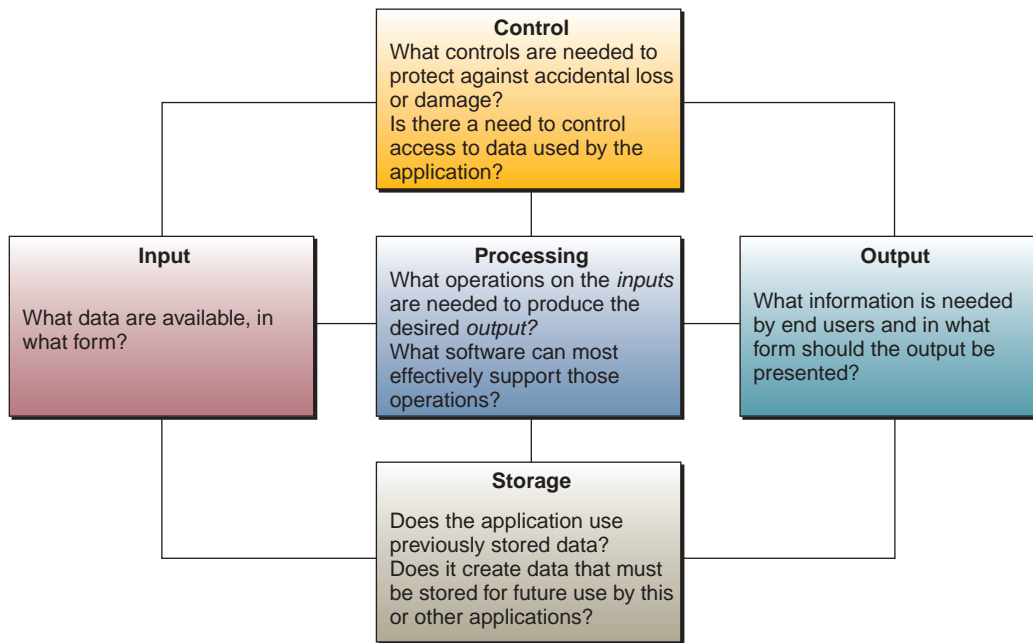 Control
What controls are needed to
protect against accidental loss
or damage?
Is there a need to control
access to data used by the
application?
Input
What data are available, in
what form?
Processing
What operations on the inputs
are needed to produce the
desired output?
What software can most
effectively support those
operations?
Output
What information is needed
by end users and in what
form should the output be
presented?
Storage
Does the application use
previously stored data?
Does it create data that must
be stored for future use by this
or other applications?